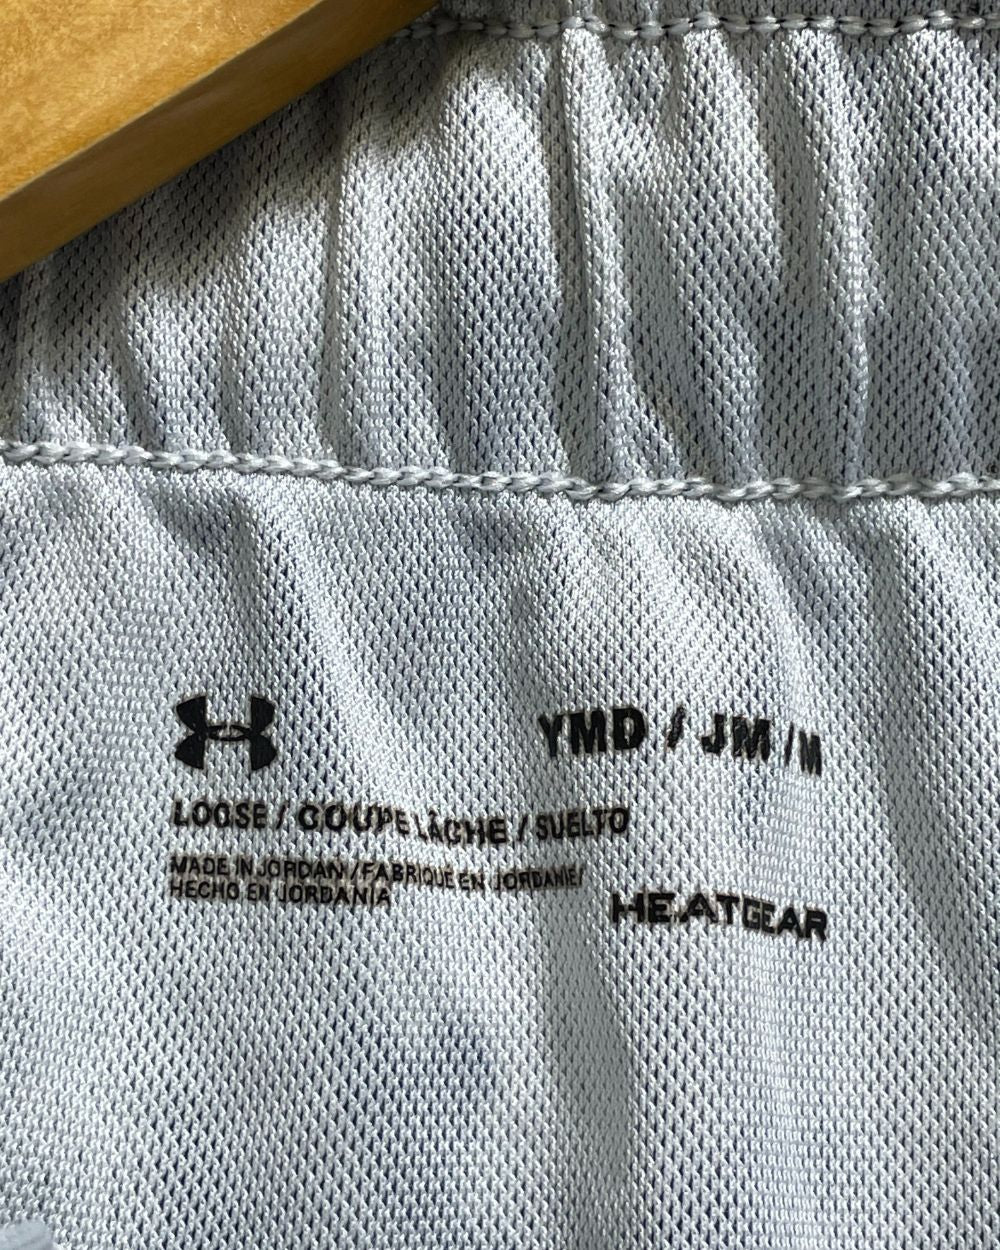 YMD / JM / M
LOOSE / COUPE LÂCHE / SUELTO
MADE IN JORDAN / FABRIQUÉ EN JORDANIE /
HECHO EN JORDANIA
HEATGEAR